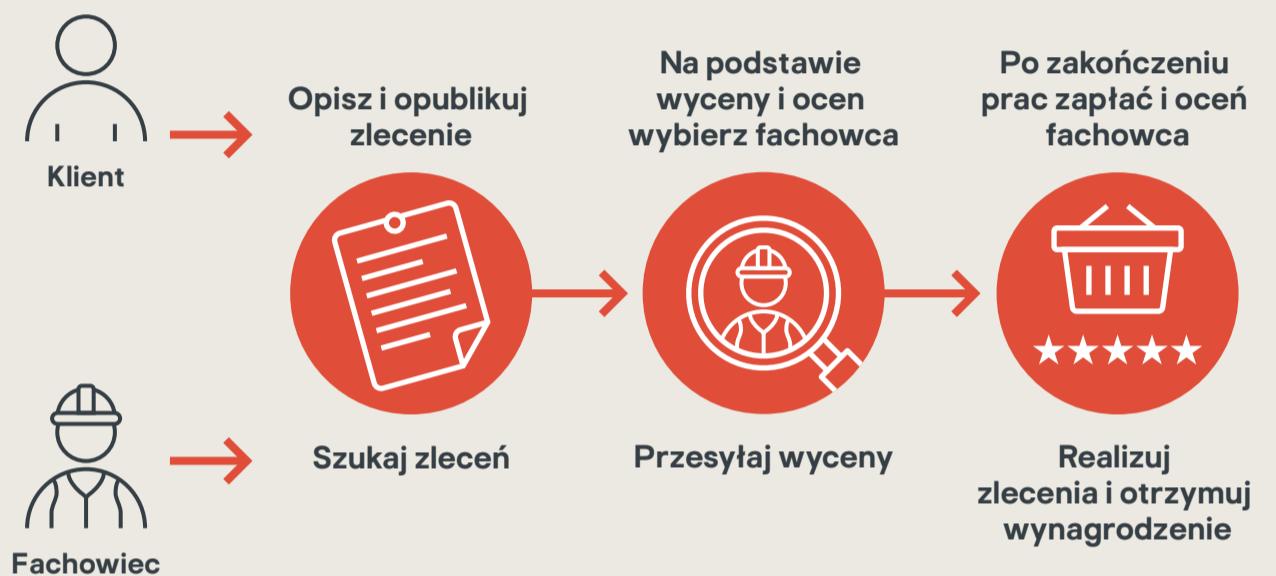 Klient
Opisz i opublikuj
zlecenie
Na podstawie
wyceny i ocen
wybierz fachowca
Po zakończeniu
prac zapłać i oceń
fachowca
Fachowiec
Szukaj zleceń
Przesyłaj wyceny
Realizuj
zlecenia i otrzymuj
wynagrodzenie